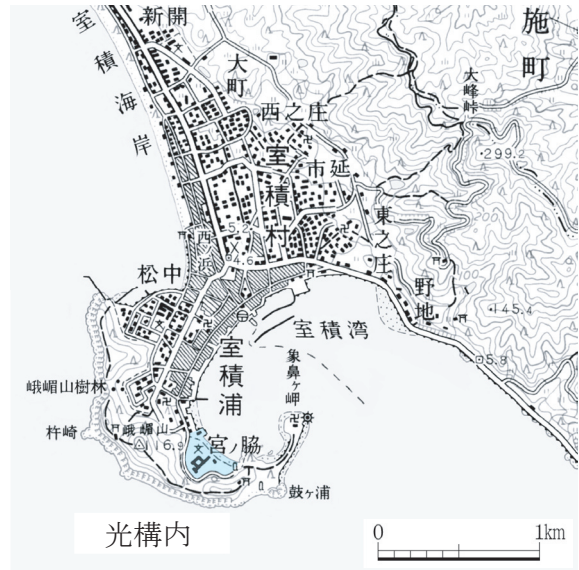 新開
施町
室積海岸
大町
大峰峠
西之庄
室積村
市延
・299.2
東之庄
5.2
西ノ浜
4.6
松中
野地
・145.4
室積湾
5.8
室積浦
象鼻ヶ岬
峨嵋山樹林
杵崎
峨嵋山
116.9
宮ノ脇
鼓ヶ浦
光構内
0 1km